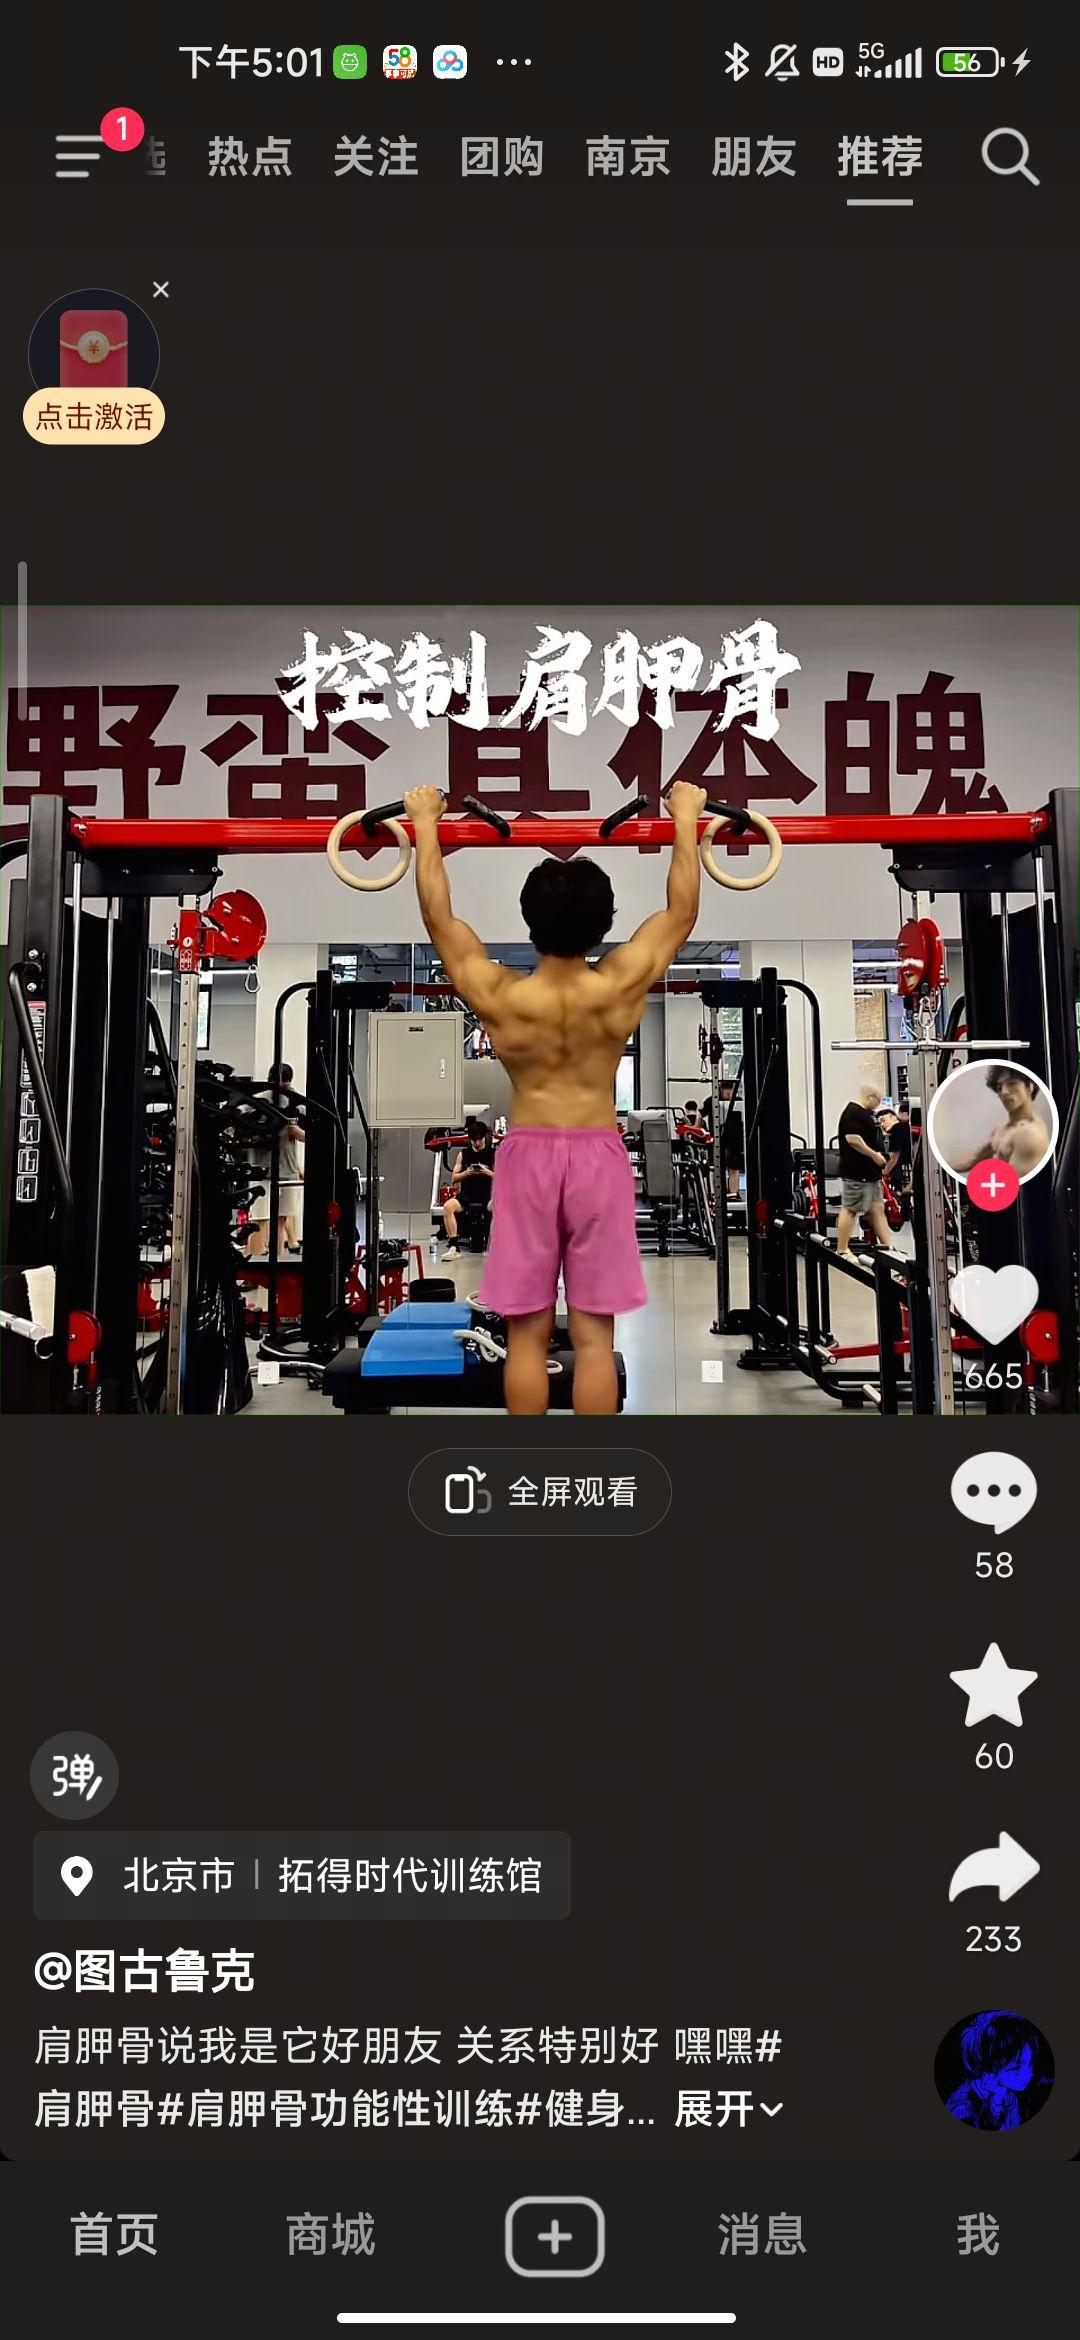 下午5:01
HD 5G 56
1
选 热点 关注 团购 南京 朋友 推荐
点击激活
控制肩胛骨
野蛮其体魄
665
全屏观看
58
60
弹
北京市 | 拓得时代训练馆
233
@图古鲁克
肩胛骨说我是它好朋友 关系特别好 嘿嘿#
肩胛骨#肩胛骨功能性训练#健身... 展开
首页 商城 消息 我